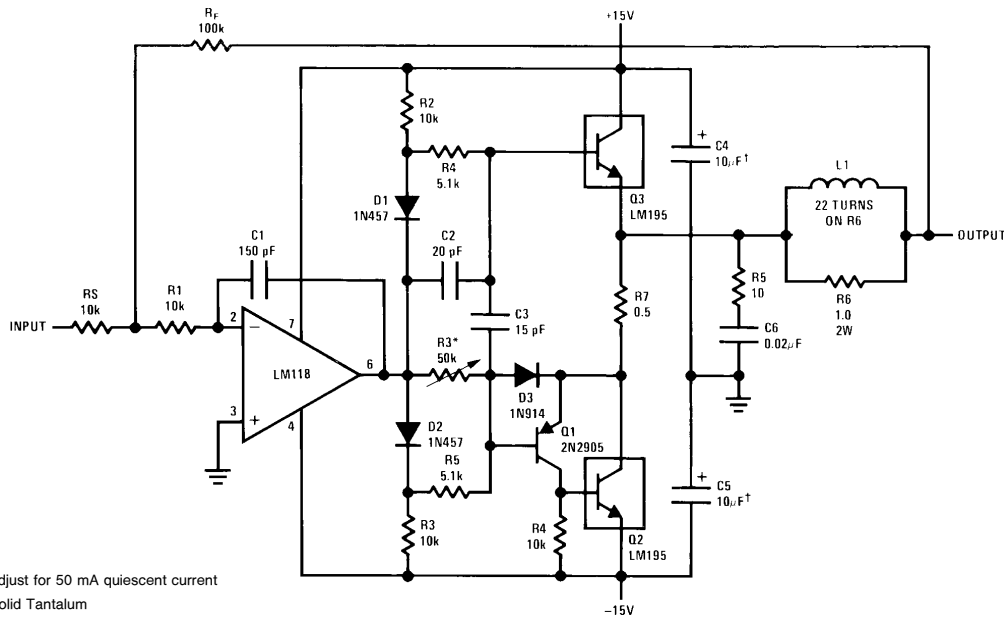 RF
100k
+15V
R2
10k
R4
5.1k
Q3
LM195
+
C4
10μF†
L1
22 TURNS
ON R6
OUTPUT
D1
1N457
C1
150 pF
C2
20 pF
RS
10k
R1
10k
INPUT
2
−
7
LM118
6
3
+
4
R3*
50k
C3
15 pF
R7
0.5
R5
10
R6
1.0
2W
C6
0.02μF
D3
1N914
D2
1N457
R5
5.1k
Q1
2N2905
+
C5
10μF†
R3
10k
R4
10k
Q2
LM195
−15V
djust for 50 mA quiescent current
olid Tantalum